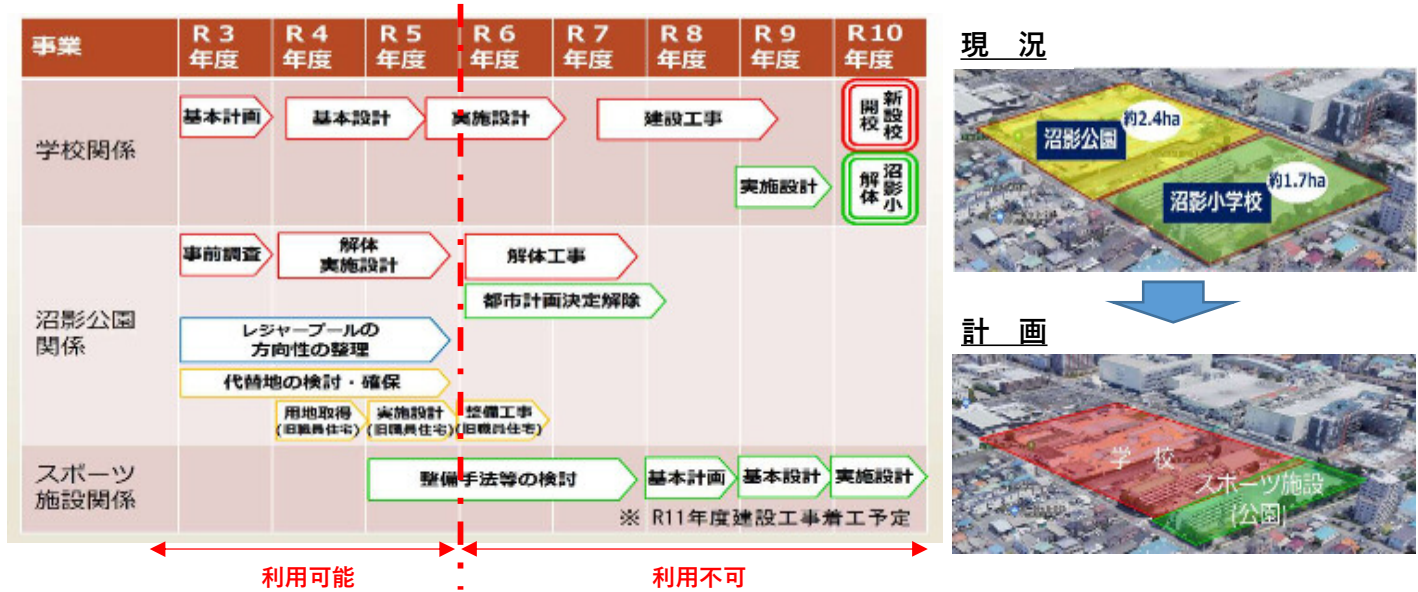 事業
R3
年度
R4
年度
R5
年度
R6
年度
R7
年度
R8
年度
R9
年度
R10
年度
学校関係
基本計画
基本設計
実施設計
建設工事
新設校
開校
実施設計
沼影小
解体
沼影公園
関係
事前調査
解体
実施設計
解体工事
都市計画決定解除
レジャープールの
方向性の整理
代替地の検討・確保
用地取得
(旧職員住宅)
実施設計
(旧職員住宅)
整備工事
(旧職員住宅)
スポーツ
施設関係
整備手法等の検討
基本計画
基本設計
実施設計
※ R11年度建設工事着工予定
利用可能
利用不可
現 況
約2.4ha
沼影公園
約1.7ha
沼影小学校
計 画
学 校
スポーツ施設
(公園)